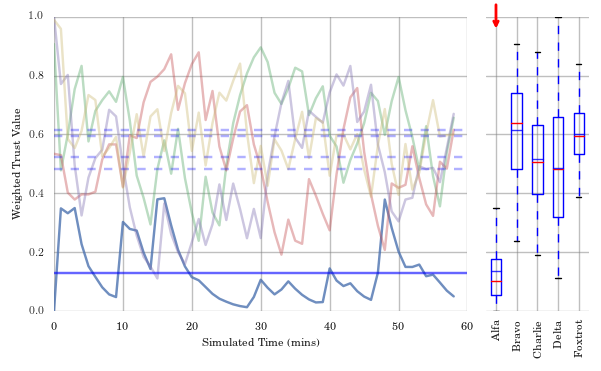 1.0
0.8
0.6
0.4
0.2
0.0
Weighted Trust Value
0
10
20
30
40
50
60
Simulated Time (mins)
Alfa
Bravo
Charlie
Delta
Foxtrot